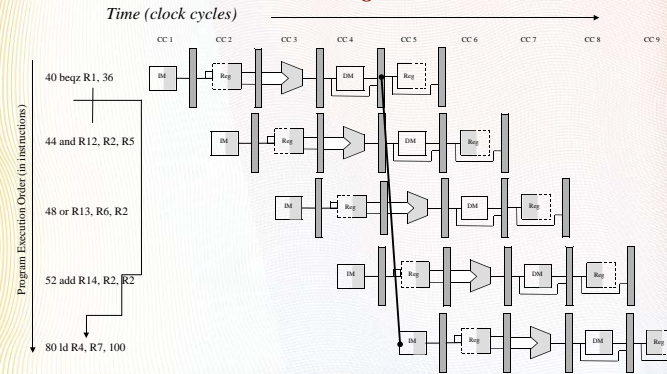 Time (clock cycles)
CC 1 CC 2 CC 3 CC 4 CC 5 CC 6 CC 7 CC 8 CC 9
Program Execution Order (in instructions)
40 beqz R1, 36
IM Reg DM Reg
44 and R12, R2, R5
IM Reg DM Reg
48 or R13, R6, R2
IM Reg DM Reg
52 add R14, R2, R2
IM Reg DM Reg
80 ld R4, R7, 100
IM Reg DM Reg